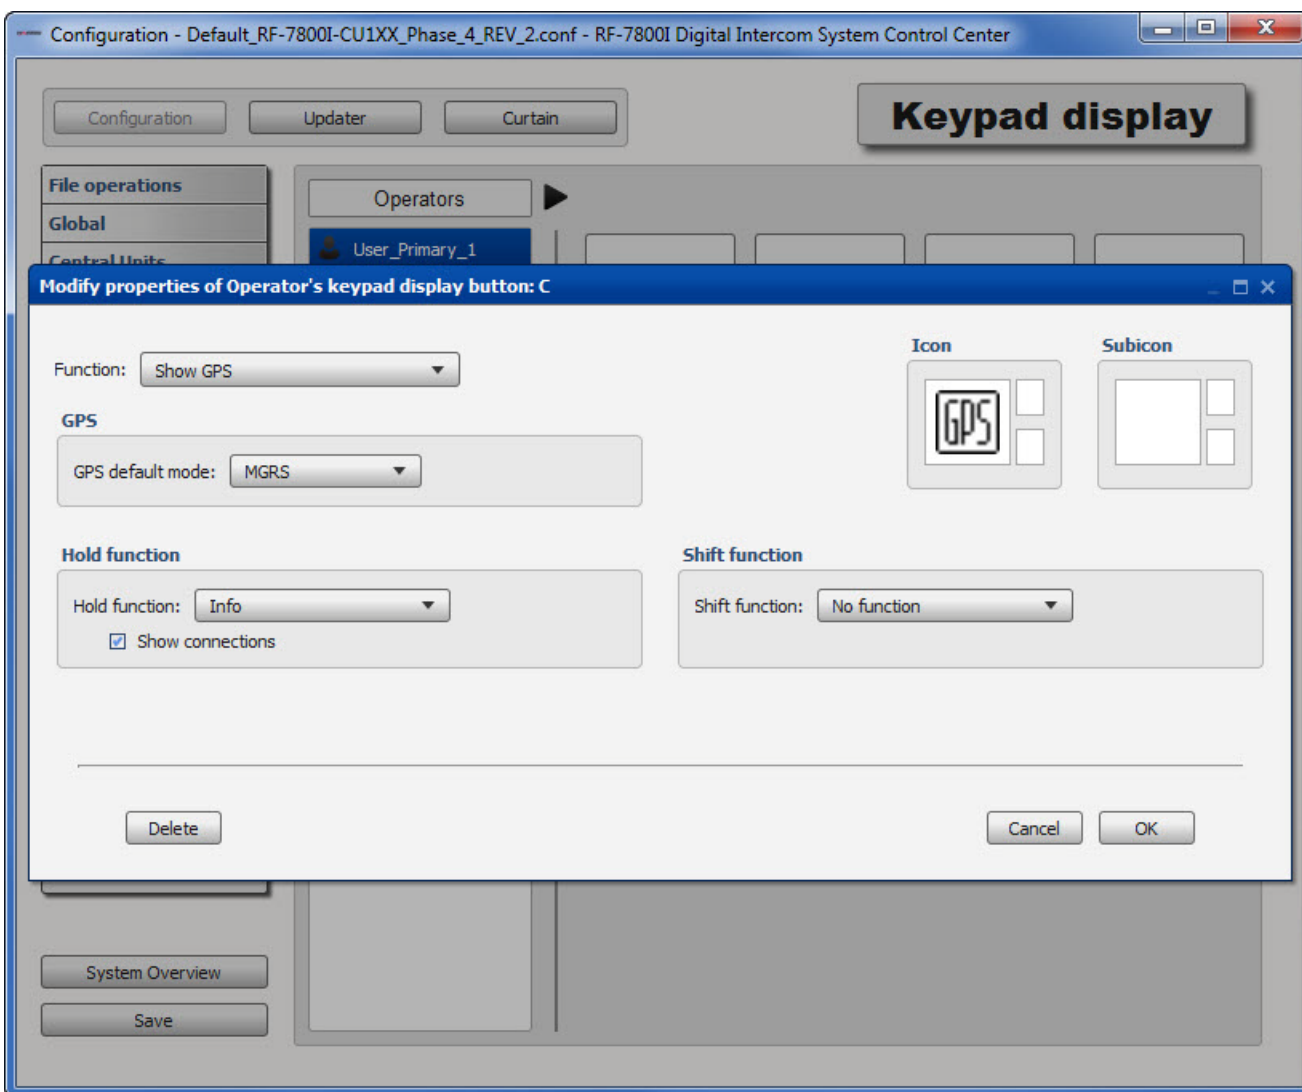 Configuration - Default_RF-7800I-CU1XX_Phase_4_REV_2.conf - RF-7800I Digital Intercom System Control Center
Configuration Updater Curtain
Keypad display
File operations
Global
Central Units
Operators
User_Primary_1
Modify properties of Operator's keypad display button: C
Function: Show GPS
Icon Subicon
GPS
GPS
GPS default mode: MGRS
Hold function
Hold function: Info
Show connections
Shift function
Shift function: No function
Delete Cancel OK
System Overview
Save